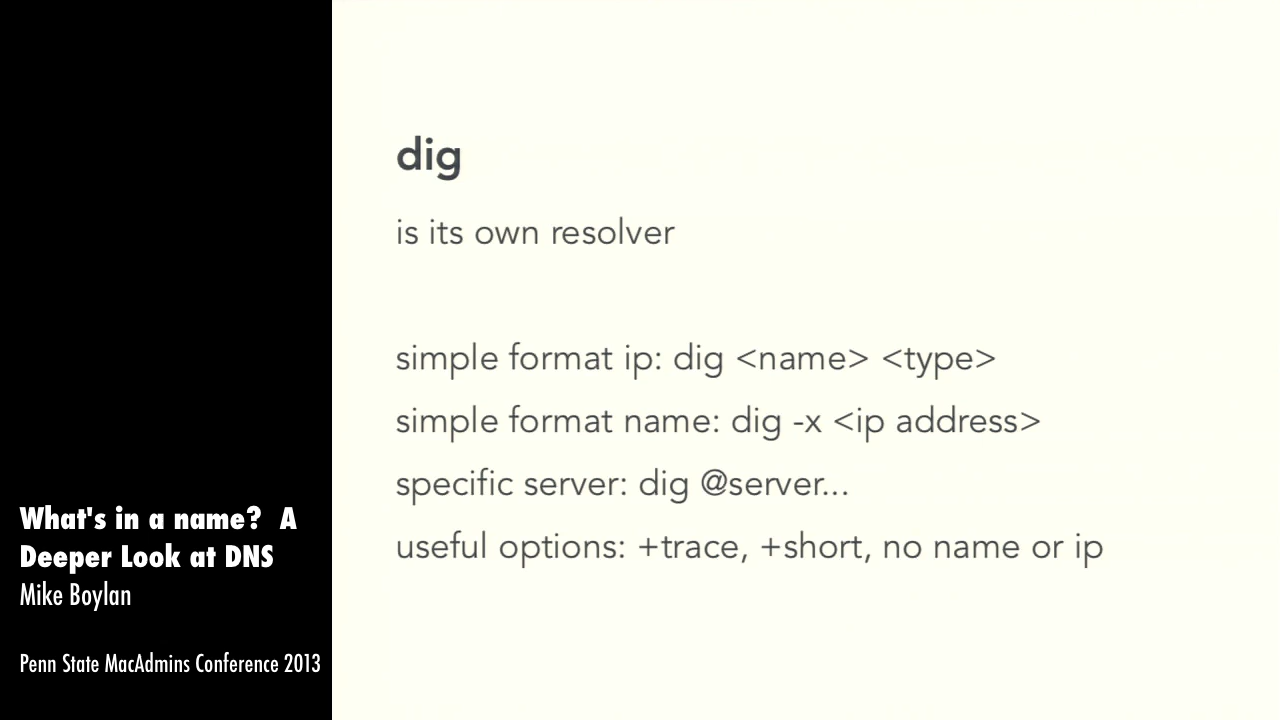 dig
is its own resolver
simple format ip: dig <name> <type>
simple format name: dig -x <ip address>
specific server: dig @server...
useful options: +trace, +short, no name or ip
What's in a name?  A
Deeper Look at DNS
Mike Boylan
Penn State MacAdmins Conference 2013